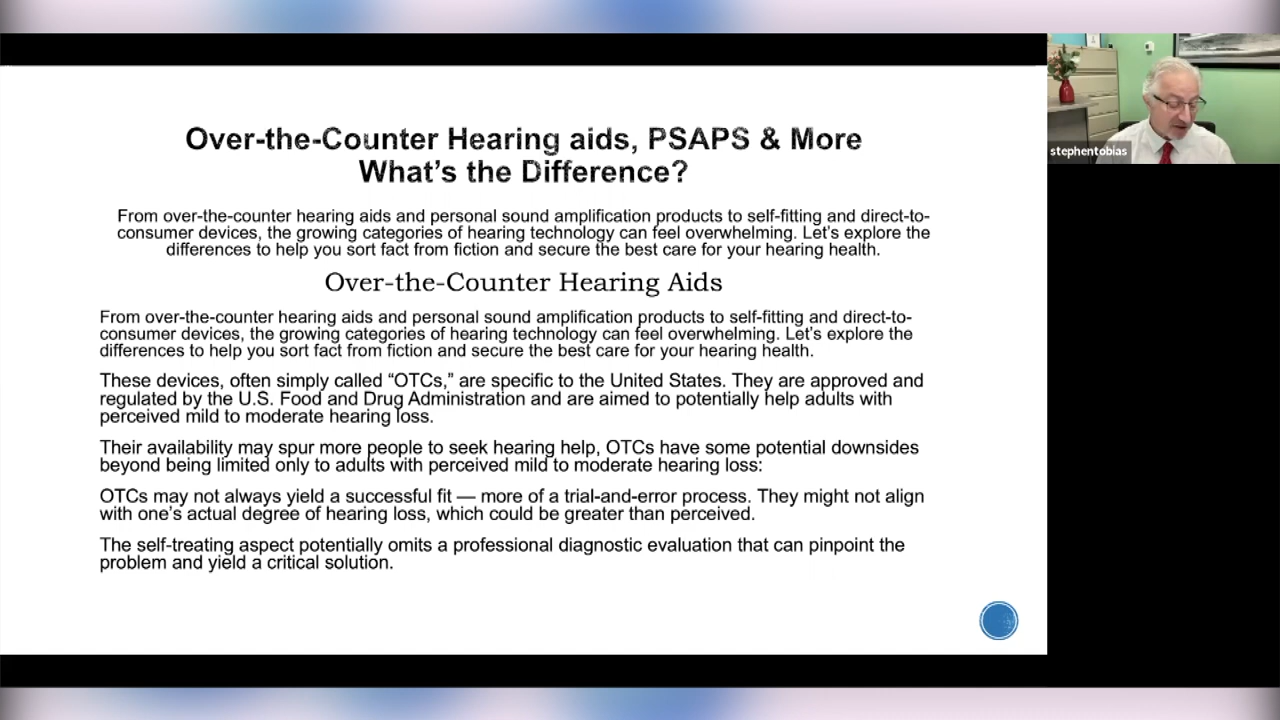 Over-the-Counter Hearing aids, PSAPS & More
What's the Difference?
From over-the-counter hearing aids and personal sound amplification products to self-fitting and direct-to-
consumer devices, the growing categories of hearing technology can feel overwhelming. Let's explore the
differences to help you sort fact from fiction and secure the best care for your hearing health.
Over-the-Counter Hearing Aids
From over-the-counter hearing aids and personal sound amplification products to self-fitting and direct-to-
consumer devices, the growing categories of hearing technology can feel overwhelming. Let's explore the
differences to help you sort fact from fiction and secure the best care for your hearing health.
These devices, often simply called “OTCs,” are specific to the United States. They are approved and
regulated by the U.S. Food and Drug Administration and are aimed to potentially help adults with
perceived mild to moderate hearing loss.
Their availability may spur more people to seek hearing help, OTCs have some potential downsides
beyond being limited only to adults with perceived mild to moderate hearing loss:
OTCs may not always yield a successful fit — more of a trial-and-error process. They might not align
with one's actual degree of hearing loss, which could be greater than perceived.
The self-treating aspect potentially omits a professional diagnostic evaluation that can pinpoint the
problem and yield a critical solution.
stephentobias